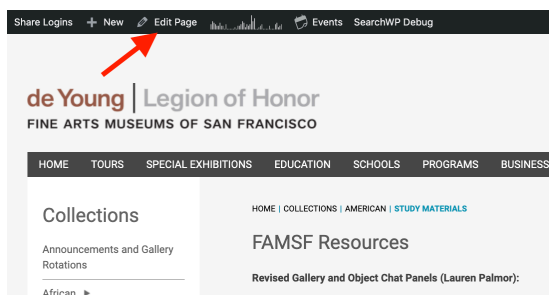 Share Logins New Edit Page Events SearchWP Debug
de Young Legion of Honor
FINE ARTS MUSEUMS OF SAN FRANCISCO
HOME TOURS SPECIAL EXHIBITIONS EDUCATION SCHOOLS PROGRAMS BUSINESS
HOME | COLLECTIONS | AMERICAN | STUDY MATERIALS
Collections
FAMSF Resources
Announcements and Gallery
Rotations
Revised Gallery and Object Chat Panels (Lauren Palmor):
African